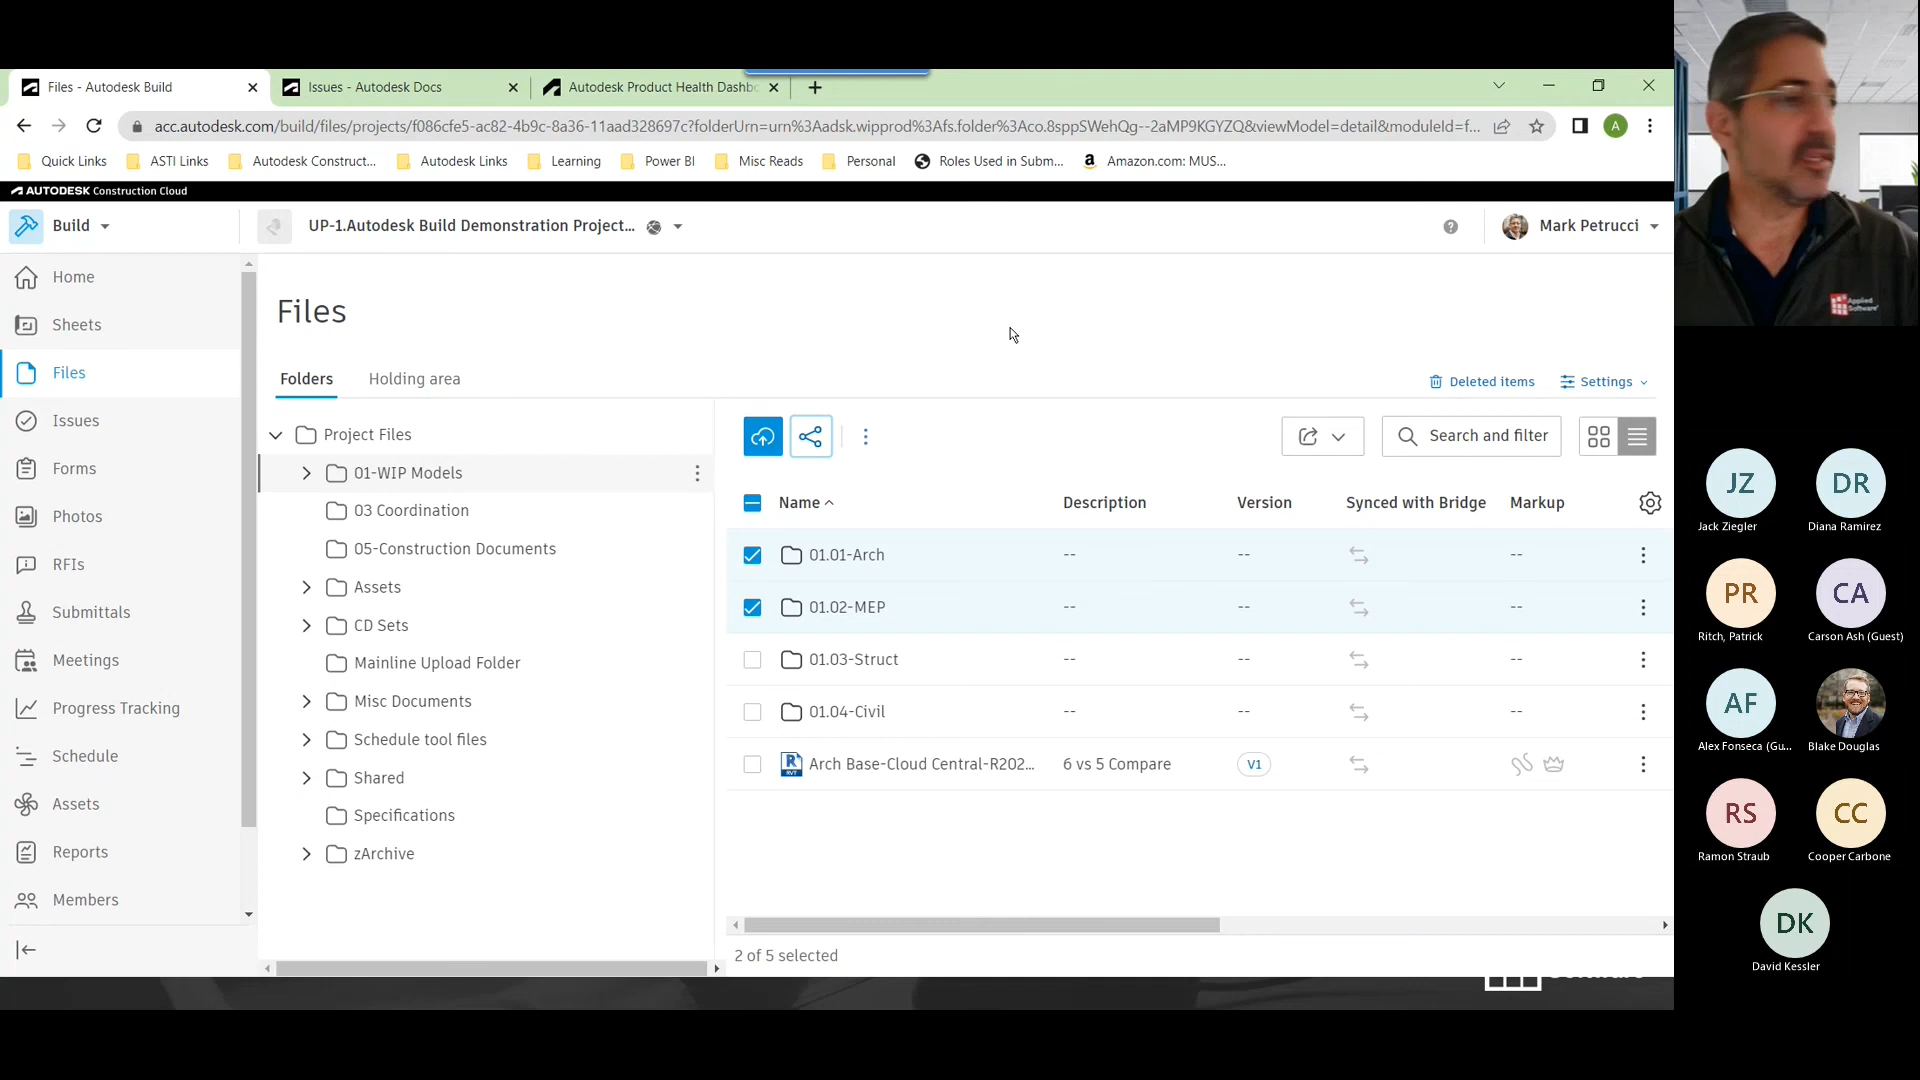 Files - Autodesk Build
Issues - Autodesk Docs
Autodesk Product Health Dashbo
acc.autodesk.com/build/files/projects/f086cfe5-ac82-4b9c-8a36-11aad328697c?folderUrn=urn%3Aadsk.wipprod%3Afs.folder%3Aco.8sppSWehQg--2aMP9KGYZQ&viewModel=detail&moduleId=f...
A
Quick Links
ASTI Links
Autodesk Construct...
Autodesk Links
Learning
Power BI
Misc Reads
Personal
Roles Used in Subm...
Amazon.com: MUS...
AUTODESK Construction Cloud
Build
UP-1.Autodesk Build Demonstration Project...
Mark Petrucci
Home
Sheets
Files
Issues
Forms
Photos
RFIs
Submittals
Meetings
Progress Tracking
Schedule
Assets
Reports
Members
Files
Folders
Holding area
Deleted items
Settings
Project Files
01-WIP Models
03 Coordination
05-Construction Documents
Assets
CD Sets
Mainline Upload Folder
Misc Documents
Schedule tool files
Shared
Specifications
zArchive
Search and filter
Name
Description
Version
Synced with Bridge
Markup
01.01-Arch -- -- --
01.02-MEP -- -- --
01.03-Struct -- -- --
01.04-Civil -- -- --
R RVT Arch Base-Cloud Central-R202... 6 vs 5 Compare V1
2 of 5 selected
Applied Software
JZ
Jack Ziegler
DR
Diana Ramirez
PR
Ritch, Patrick
CA
Carson Ash (Guest)
AF
Alex Fonseca (Gu...
Blake Douglas
RS
Ramon Straub
CC
Cooper Carbone
DK
David Kessler